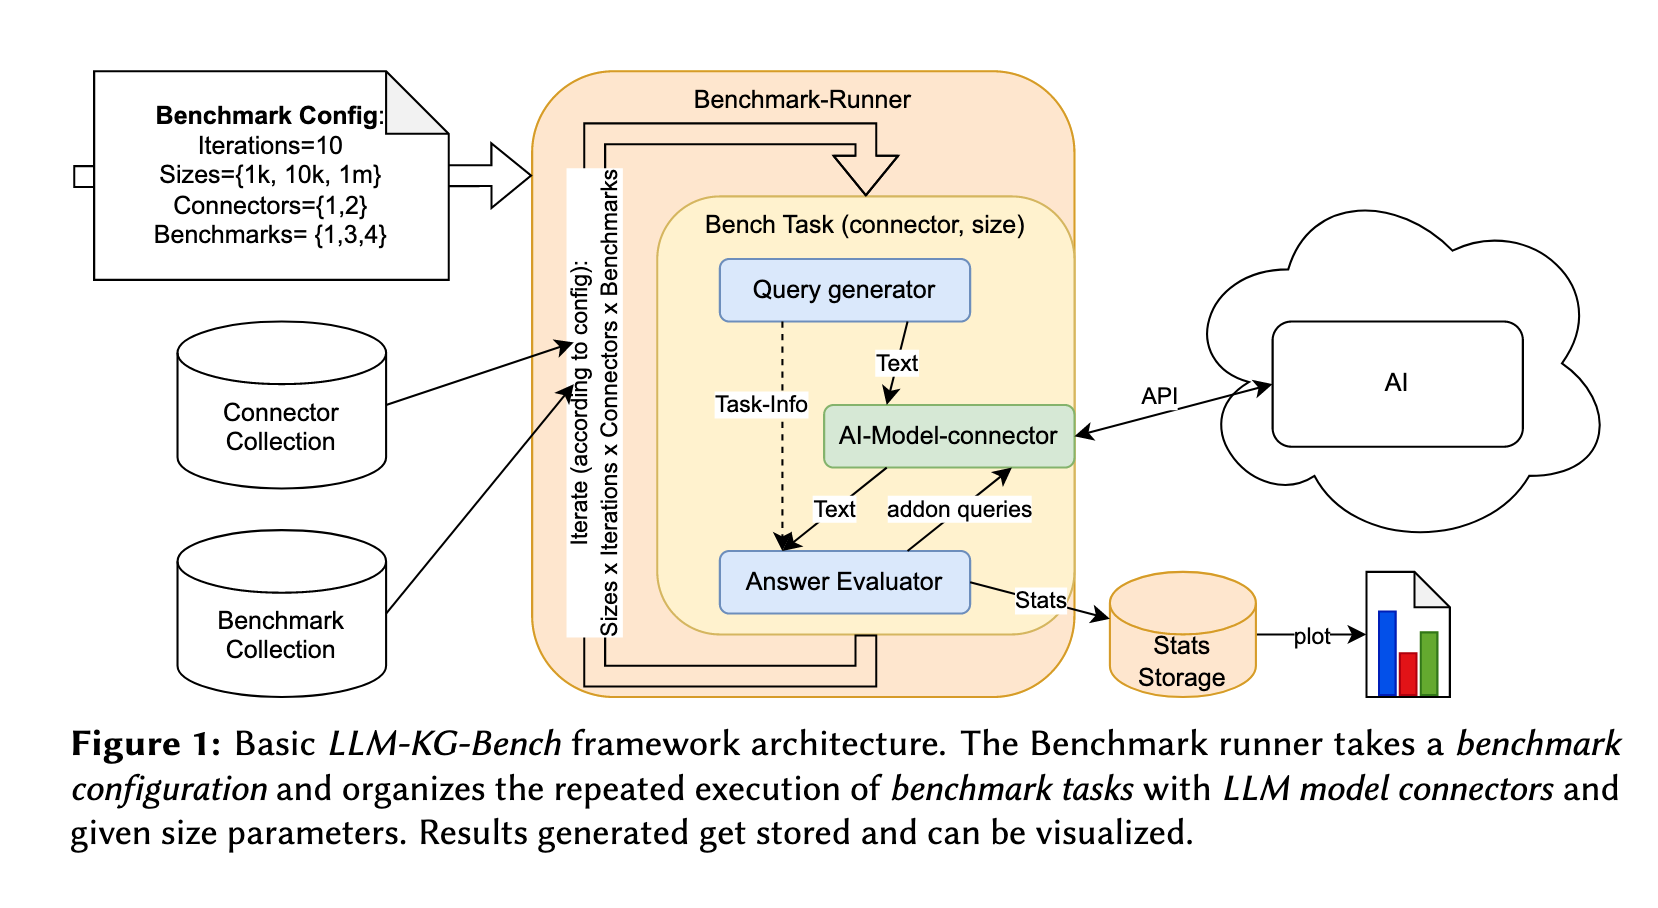 Benchmark Config:
Iterations=10
Sizes={1k, 10k, 1m}
Connectors={1,2}
Benchmarks= {1,3,4}
Connector
Collection
Benchmark
Collection
Benchmark-Runner
Iterate (according to config):
Sizes x Iterations x Connectors x Benchmarks
Bench Task (connector, size)
Query generator
Text
Task-Info
AI-Model-connector
Text
addon queries
Answer Evaluator
API
AI
Stats
Stats
Storage
plot
Figure 1: Basic LLM-KG-Bench framework architecture. The Benchmark runner takes a benchmark
configuration and organizes the repeated execution of benchmark tasks with LLM model connectors and
given size parameters. Results generated get stored and can be visualized.